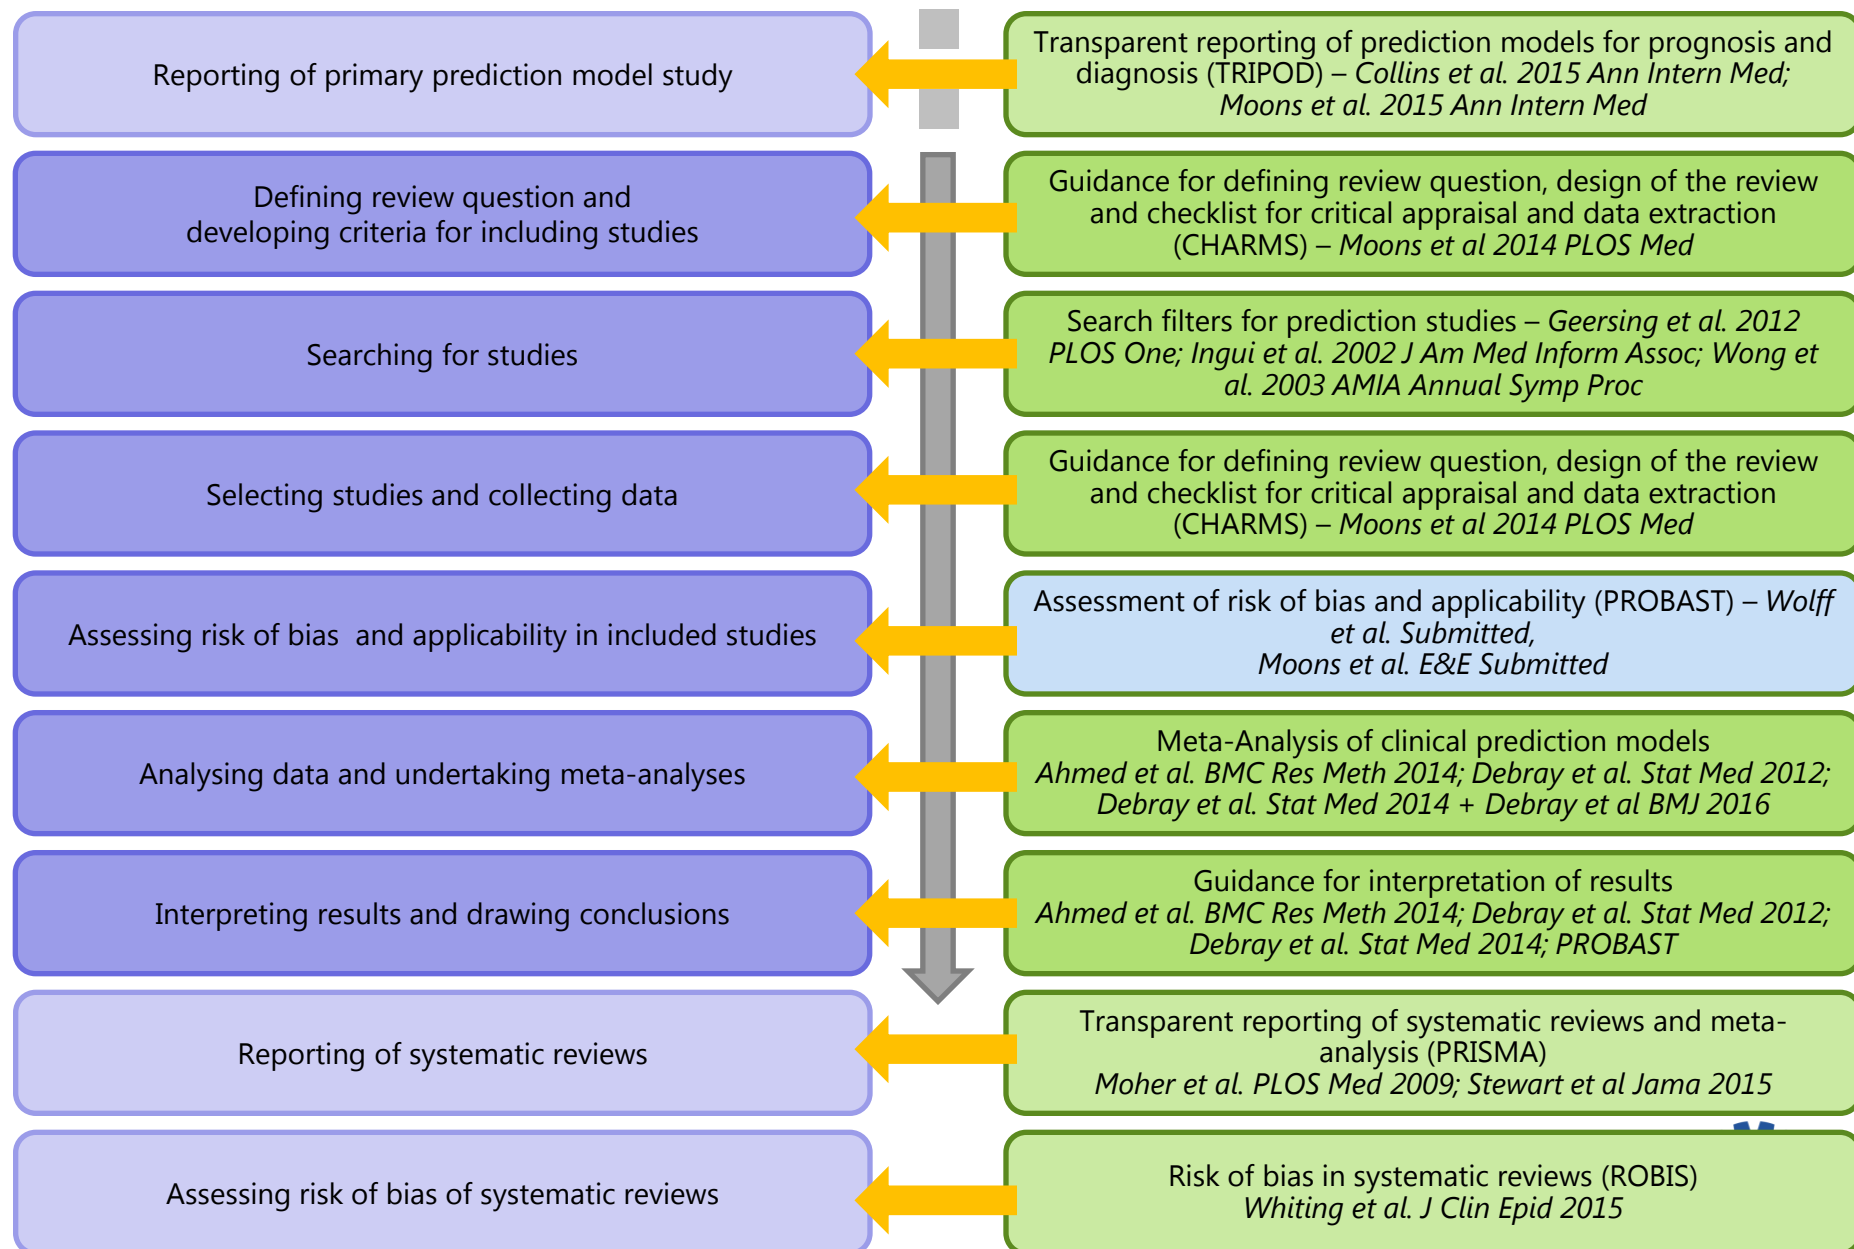 Reporting of primary prediction model study
Transparent reporting of prediction models for prognosis and
diagnosis (TRIPOD) – Collins et al. 2015 Ann Intern Med;
Moons et al. 2015 Ann Intern Med
Defining review question and
developing criteria for including studies
Guidance for defining review question, design of the review
and checklist for critical appraisal and data extraction
(CHARMS) – Moons et al 2014 PLOS Med
Searching for studies
Search filters for prediction studies – Geersing et al. 2012
PLOS One; Ingui et al. 2002 J Am Med Inform Assoc; Wong et
al. 2003 AMIA Annual Symp Proc
Selecting studies and collecting data
Guidance for defining review question, design of the review
and checklist for critical appraisal and data extraction
(CHARMS) – Moons et al 2014 PLOS Med
Assessing risk of bias  and applicability in included studies
Assessment of risk of bias and applicability (PROBAST) – Wolff
et al. Submitted,
Moons et al. E&E Submitted
Analysing data and undertaking meta-analyses
Meta-Analysis of clinical prediction models
Ahmed et al. BMC Res Meth 2014; Debray et al. Stat Med 2012;
Debray et al. Stat Med 2014 + Debray et al BMJ 2016
Interpreting results and drawing conclusions
Guidance for interpretation of results
Ahmed et al. BMC Res Meth 2014; Debray et al. Stat Med 2012;
Debray et al. Stat Med 2014; PROBAST
Reporting of systematic reviews
Transparent reporting of systematic reviews and meta-
analysis (PRISMA)
Moher et al. PLOS Med 2009; Stewart et al Jama 2015
Assessing risk of bias of systematic reviews
Risk of bias in systematic reviews (ROBIS)
Whiting et al. J Clin Epid 2015